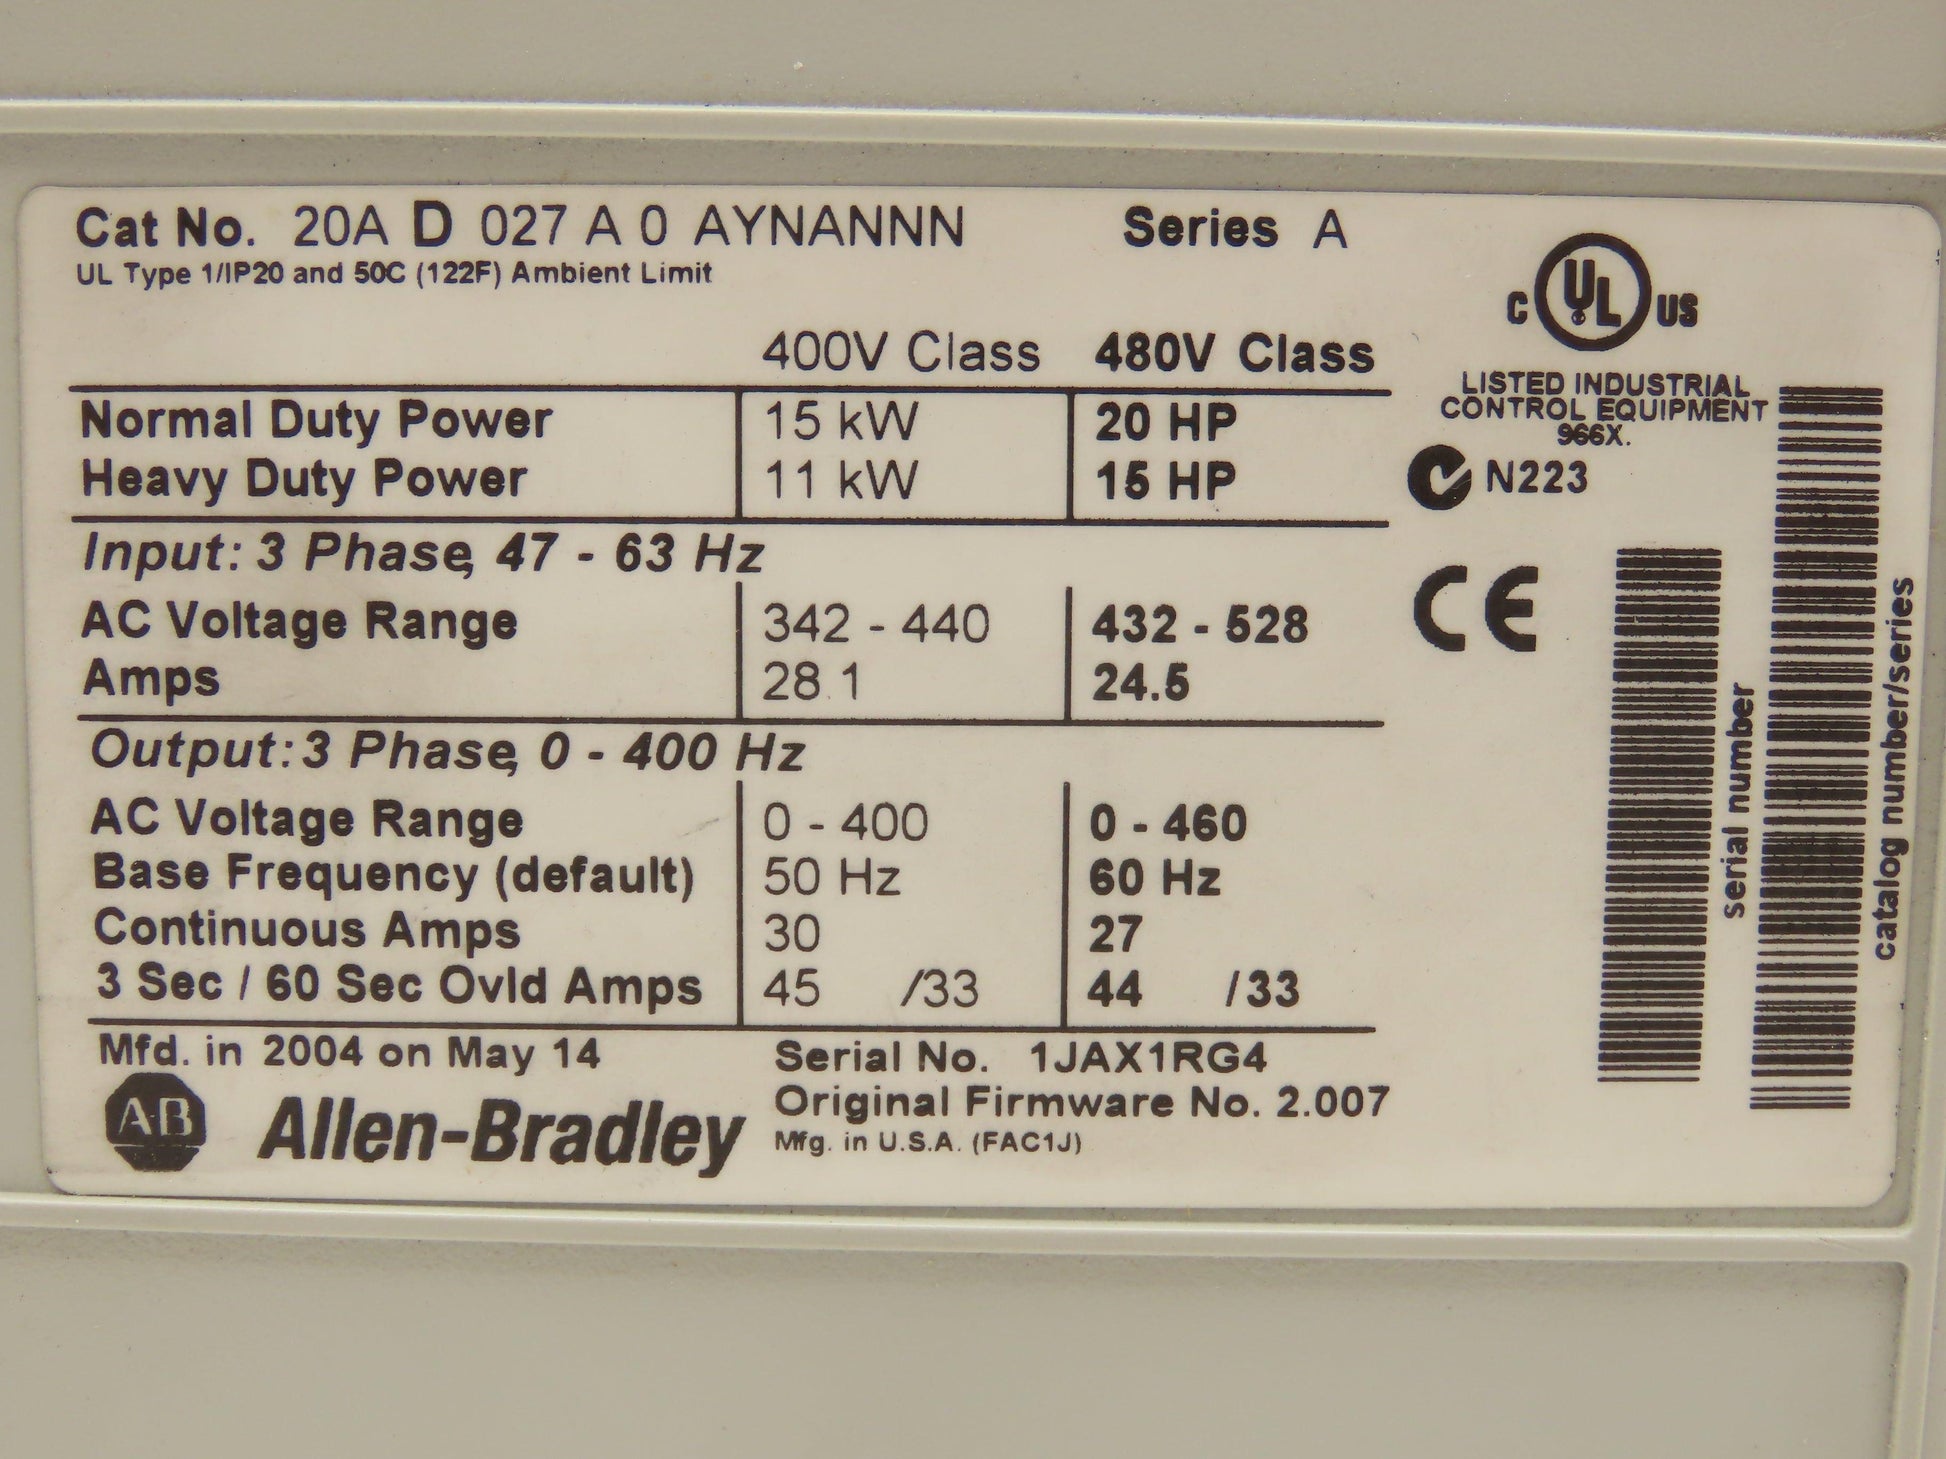 Cat No. 20A D 027 A 0 AYNANNN Series A
UL Type 1/IP20 and 50C (122F) Ambient Limit
400V Class 480V Class
Normal Duty Power 15 kW 20 HP
Heavy Duty Power 11 kW 15 HP
Input: 3 Phase, 47 - 63 Hz
AC Voltage Range 342 - 440 432 - 528
Amps 28.1 24.5
Output: 3 Phase, 0 - 400 Hz
AC Voltage Range 0 - 400 0 - 460
Base Frequency (default) 50 Hz 60 Hz
Continuous Amps 30 27
3 Sec / 60 Sec Ovld Amps 45 /33 44 /33
Mfd. in 2004 on May 14
Serial No. 1JAX1RG4
Original Firmware No. 2.007
Mfg. in U.S.A. (FAC1J)
AB Allen-Bradley
C UL US
LISTED INDUSTRIAL
CONTROL EQUIPMENT
966X.
N223
CE
serial number
catalog number/series